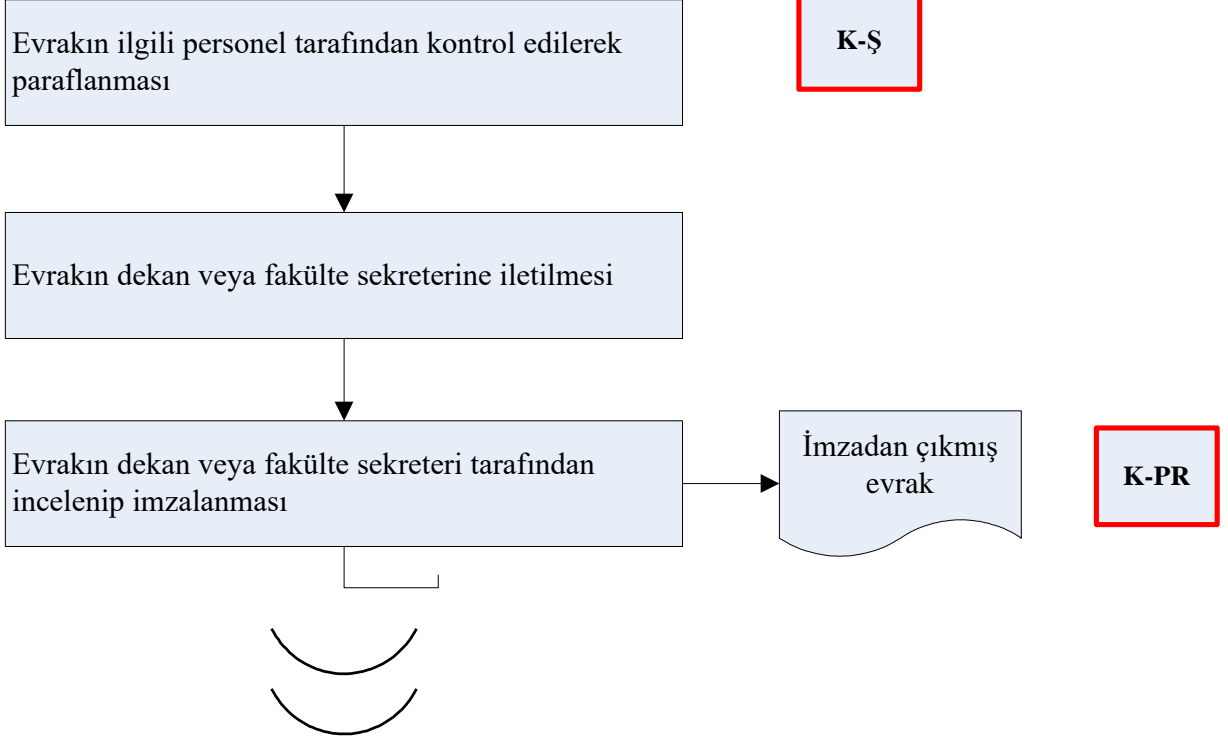 Evrakın ilgili personel tarafından kontrol edilerek
paraflanması
K-Ş
Evrakın dekan veya fakülte sekreterine iletilmesi
Evrakın dekan veya fakülte sekreteri tarafından
incelenip imzalanması
İmzadan çıkmış
evrak
K-PR